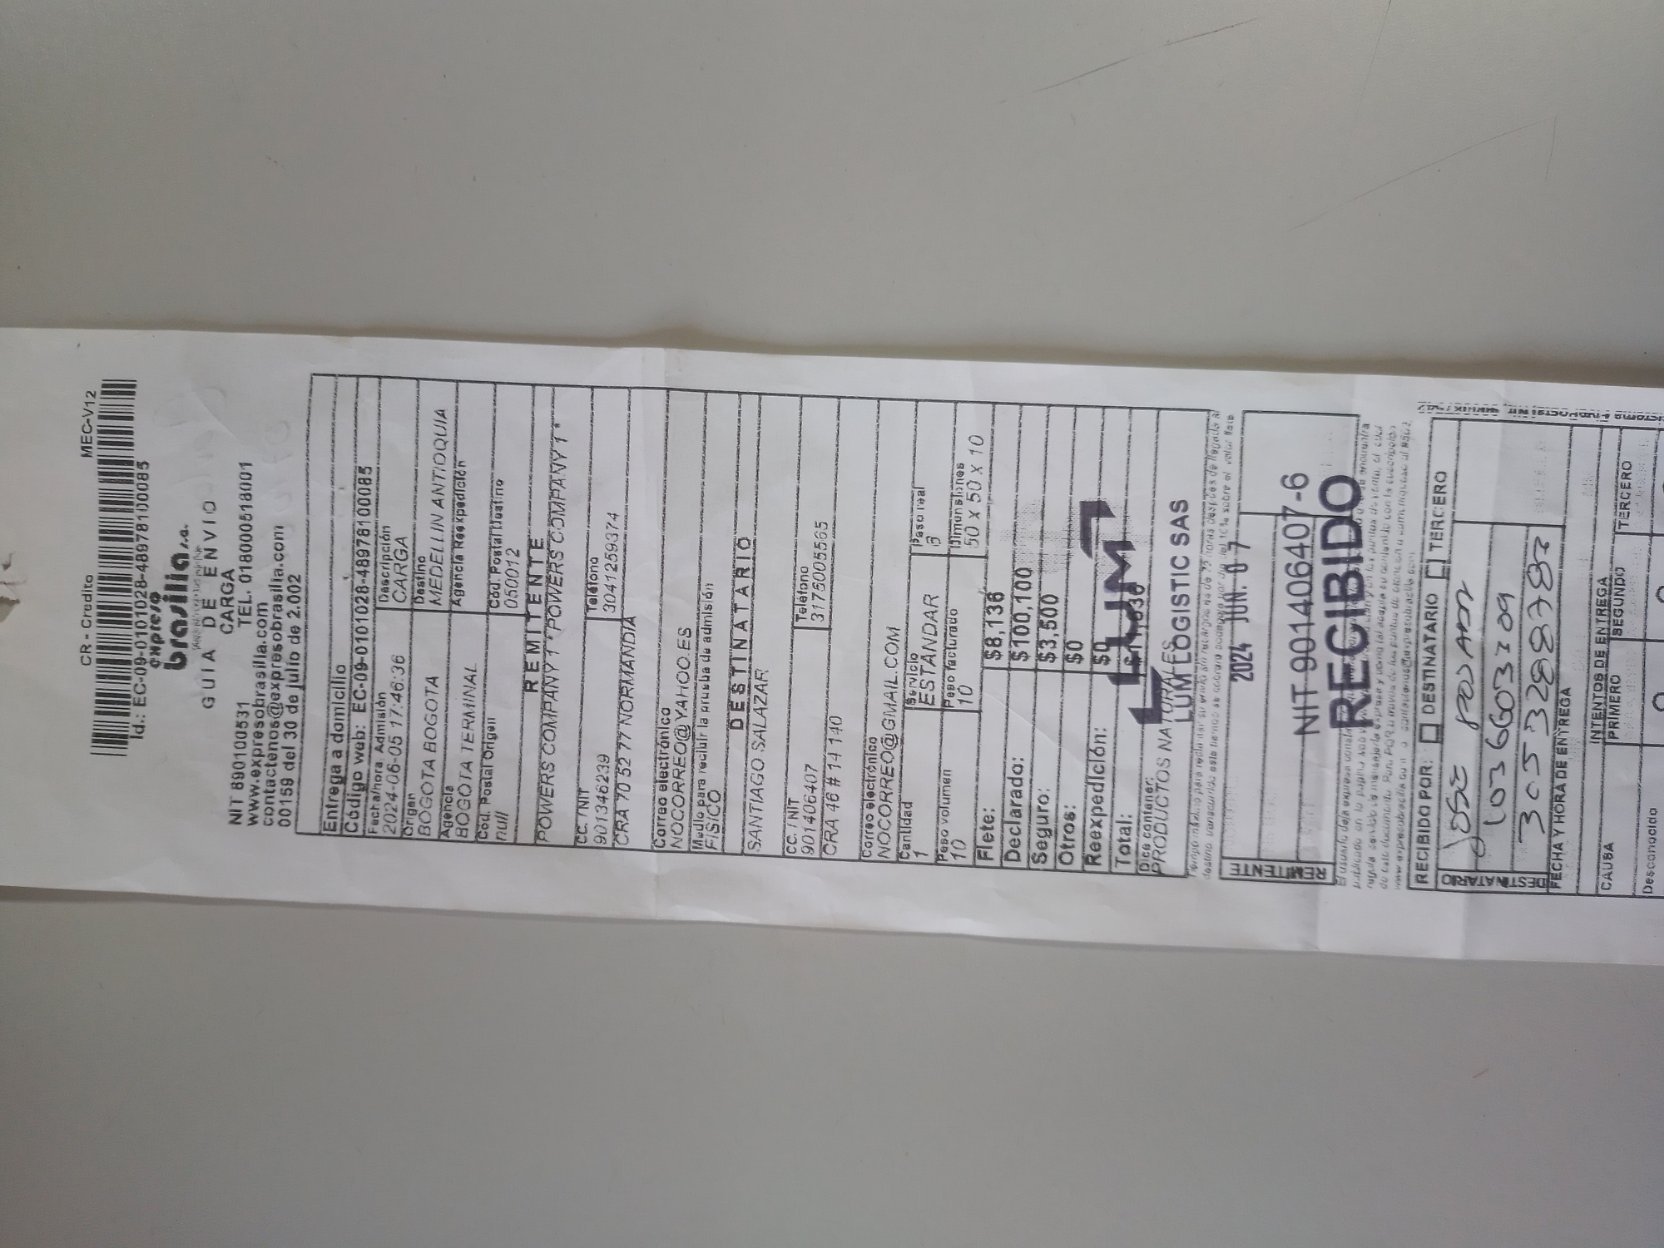 CR - Credito MEC-V12
Id.: EC-09-0101028-48978100085
expreso
brasilia s.a.
GUIA DE ENVIO
CARGA
NIT 890100531 TEL. 018000518001
www.expresobrasilia.com
contactenos@expresobrasilia.com
00159 del 30 de julio de 2.002
Entrega a domicilio
Código web: EC-09-0101028-48978100085
Fecha/hora Admisión Descripción
2024-06-05 17:46:36 CARGA
Origen Destino
BOGOTA BOGOTA MEDELLIN ANTIOQUIA
Agencia Agencia Reexpedición
BOGOTA TERMINAL
Cod. Postal Origen Cód. Postal Destino
null 050012
REMITENTE
POWERS COMPANY 1 * POWERS COMPANY 1 *
CC. / NIT Teléfono
901346239 3041259374
CRA 70 52 77 NORMANDIA
Correo electrónico
NOCORREO@YAHOO.ES
Medio para recibir la prueba de admisión
FÍSICO
DESTINATARIO
SANTIAGO SALAZAR
CC. / NIT Teléfono
901406407 3175005565
CRA 46 # 14 140
Correo electrónico
NOCORREO@GMAIL.COM
Cantidad Servicio Peso real
1 ESTÁNDAR 3
Peso volumen Peso facturado Dimensiones
10 10 50 x 50 x 10
Flete: $8,136
Declarado: $100,100
Seguro: $3,500
Otros: $0
Reexpedición: $0
Total:
LUM
Dice contener:
PRODUCTOS NATURALES
LUM LOGISTIC SAS
REMITENTE
2024 JUN. 07
NIT 901406407-6
RECIBIDO
RECIBIDO POR: DESTINATARIO TERCERO
DESTINATARIO
FECHA Y HORA DE ENTREGA
INTENTOS DE ENTREGA
CAUSA PRIMERO SEGUNDO TERCERO
Desconocido